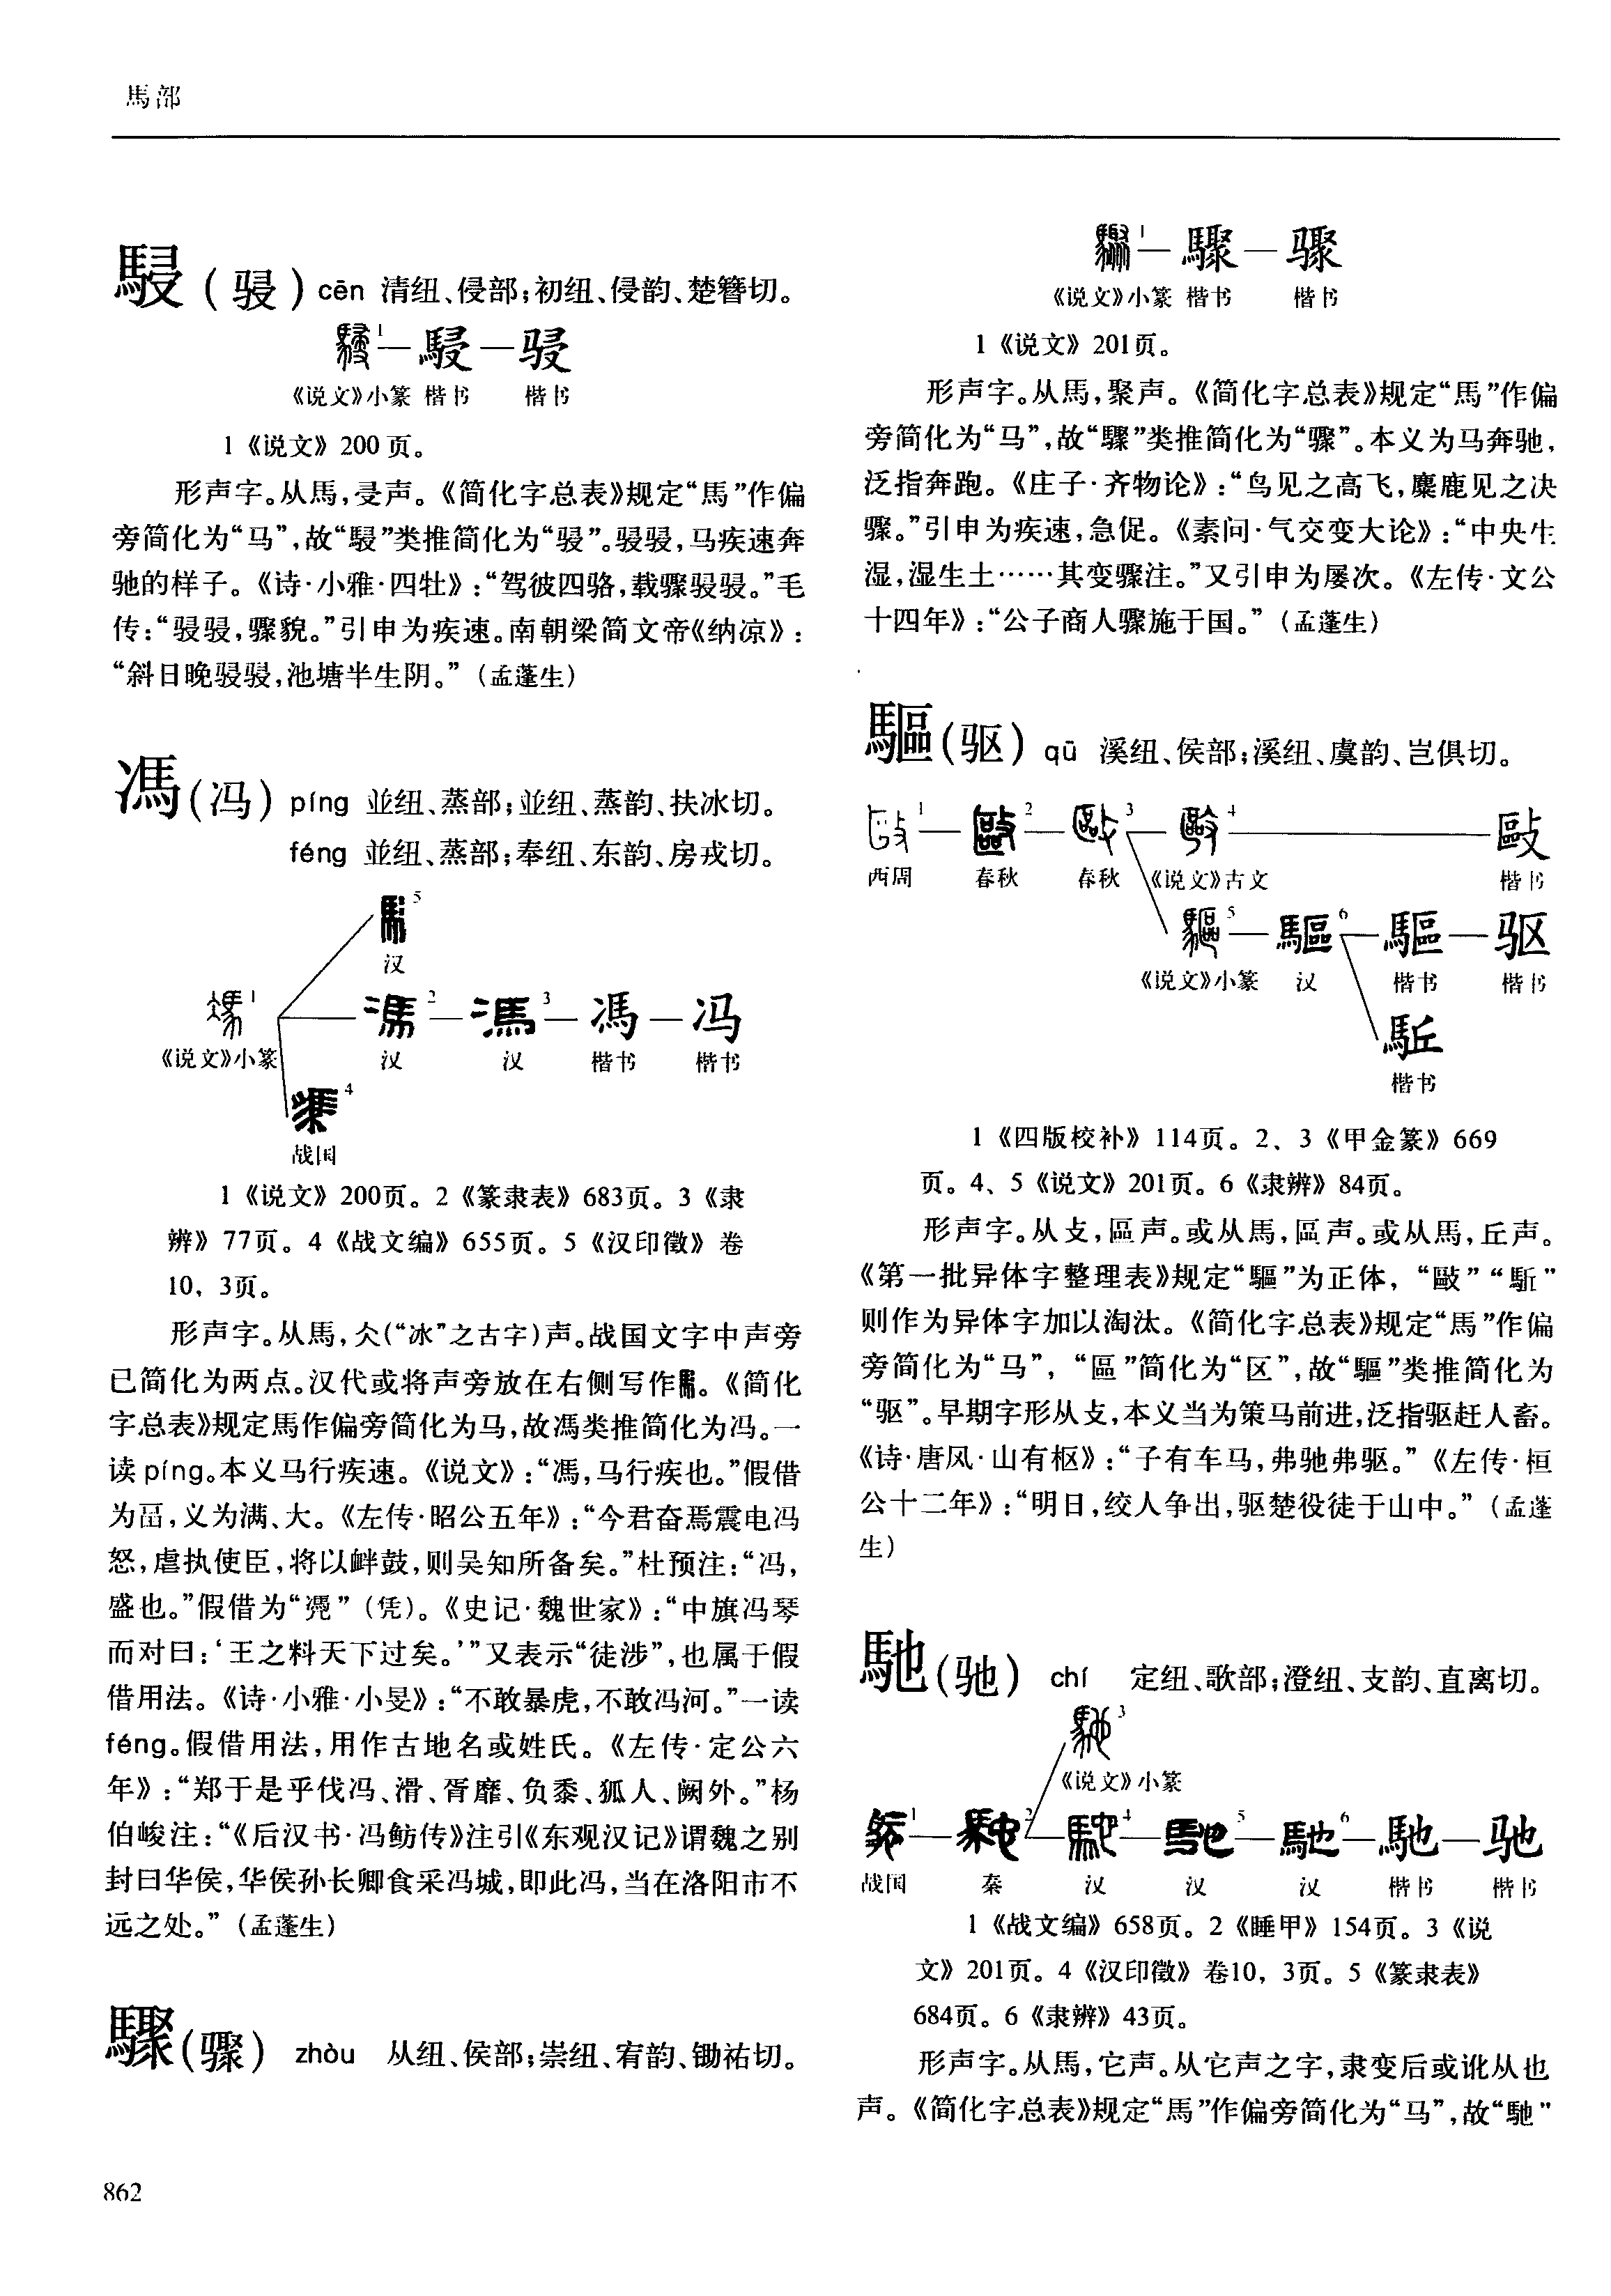 馬部
駸（骎）cēn 清纽、侵部；初纽、侵韵、楚簪切。
1—駸—骎
《说文》小篆 楷书 楷书
1《说文》200页。
形声字。从馬，㑴声。《简化字总表》规定“馬”作偏
旁简化为“马”，故“駸”类推简化为“骎”。骎骎，马疾速奔
驰的样子。《诗·小雅·四牡》：“驾彼四骆，载骤骎骎。”毛
传：“骎骎，骤貌。”引申为疾速。南朝梁简文帝《纳凉》：
“斜日晚骎骎，池塘半生阴。”（孟蓬生）
馮（冯）píng 並纽、蒸部；並纽、蒸韵、扶冰切。
féng 並纽、蒸部；奉纽、东韵、房戎切。
5
汉
1 馮2—馮3—馮—冯
《说文》小篆 汉 汉 楷书 楷书
4
战国
1《说文》200页。2《篆隶表》683页。3《隶
辨》77页。4《战文编》655页。5《汉印徵》卷
10，3页。
形声字。从馬，仌（“冰”之古字）声。战国文字中声旁
已简化为两点。汉代或将声旁放在右侧写作。《简化
字总表》规定馬作偏旁简化为马，故馮类推简化为冯。一
读píng。本义马行疾速。《说文》：“馮，马行疾也。”假借
为畐，义为满、大。《左传·昭公五年》：“今君奋焉震电冯
怒，虐执使臣，将以衅鼓，则吴知所备矣。”杜预注：“冯，
盛也。”假借为“凴”（凭）。《史记·魏世家》：“中旗冯琴
而对曰：‘王之料天下过矣。’”又表示“徒涉”，也属于假
借用法。《诗·小雅·小旻》：“不敢暴虎，不敢冯河。”一读
féng。假借用法，用作古地名或姓氏。《左传·定公六
年》：“郑于是乎伐冯、滑、胥靡、负黍、狐人、阙外。”杨
伯峻注：“《后汉书·冯鲂传》注引《东观汉记》谓魏之别
封曰华侯，华侯孙长卿食采冯城，即此冯，当在洛阳市不
远之处。”（孟蓬生）
驟（骤）zhòu 从纽、侯部；崇纽、宥韵、锄祐切。
1—驟—骤
《说文》小篆 楷书 楷书
1《说文》201页。
形声字。从馬，聚声。《简化字总表》规定“馬”作偏
旁简化为“马”，故“驟”类推简化为“骤”。本义为马奔驰，
泛指奔跑。《庄子·齐物论》：“鸟见之高飞，麋鹿见之决
骤。”引申为疾速，急促。《素问·气交变大论》：“中央生
湿，湿生土……其变骤注。”又引申为屡次。《左传·文公
十四年》：“公子商人骤施于国。”（孟蓬生）
驅（驱）qū 溪纽、侯部；溪纽、虞韵、岂俱切。
1—2—3—4—敺
西周 春秋 春秋 《说文》古文 楷书
5—驅6—驅—驱
《说文》小篆 汉 楷书 楷书
駈
楷书
1《四版校补》114页。2、3《甲金篆》669
页。4、5《说文》201页。6《隶辨》84页。
形声字。从攴，區声。或从馬，區声。或从馬，丘声。
《第一批异体字整理表》规定“驅”为正体，“敺”“駈”
则作为异体字加以淘汰。《简化字总表》规定“馬”作偏
旁简化为“马”，“區”简化为“区”，故“驅”类推简化为
“驱”。早期字形从攴，本义当为策马前进，泛指驱赶人畜。
《诗·唐风·山有枢》：“子有车马，弗驰弗驱。”《左传·桓
公十二年》：“明日，绞人争出，驱楚役徒于山中。”（孟蓬
生）
馳（驰）chí 定纽、歌部；澄纽、支韵、直离切。
3
《说文》小篆
1—2—4—馳5—馳6—馳—驰
战国 秦 汉 汉 汉 楷书 楷书
1《战文编》658页。2《睡甲》154页。3《说
文》201页。4《汉印徵》卷10，3页。5《篆隶表》
684页。6《隶辨》43页。
形声字。从馬，它声。从它声之字，隶变后或讹从也
声。《简化字总表》规定“馬”作偏旁简化为“马”，故“馳”
862